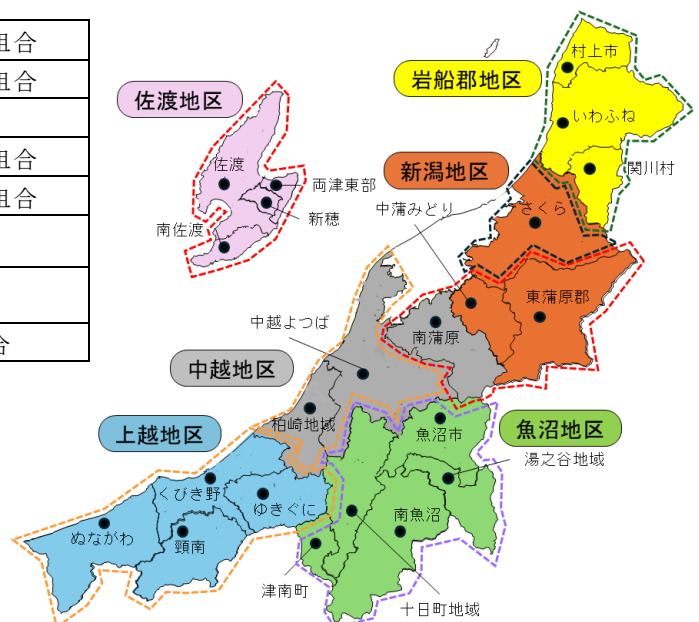 組合
組合
組合
組合
合
岩船郡地区
村上市
いわふね
関川村
佐渡地区
佐渡
両津東部
新穂
南佐渡
新潟地区
中蒲みどり
さくら
東蒲原郡
南蒲原
中越よつば
中越地区
柏崎地域
魚沼地区
魚沼市
湯之谷地域
南魚沼
十日町地域
津南町
上越地区
くびき野
ゆきぐに
ぬながわ
頸南